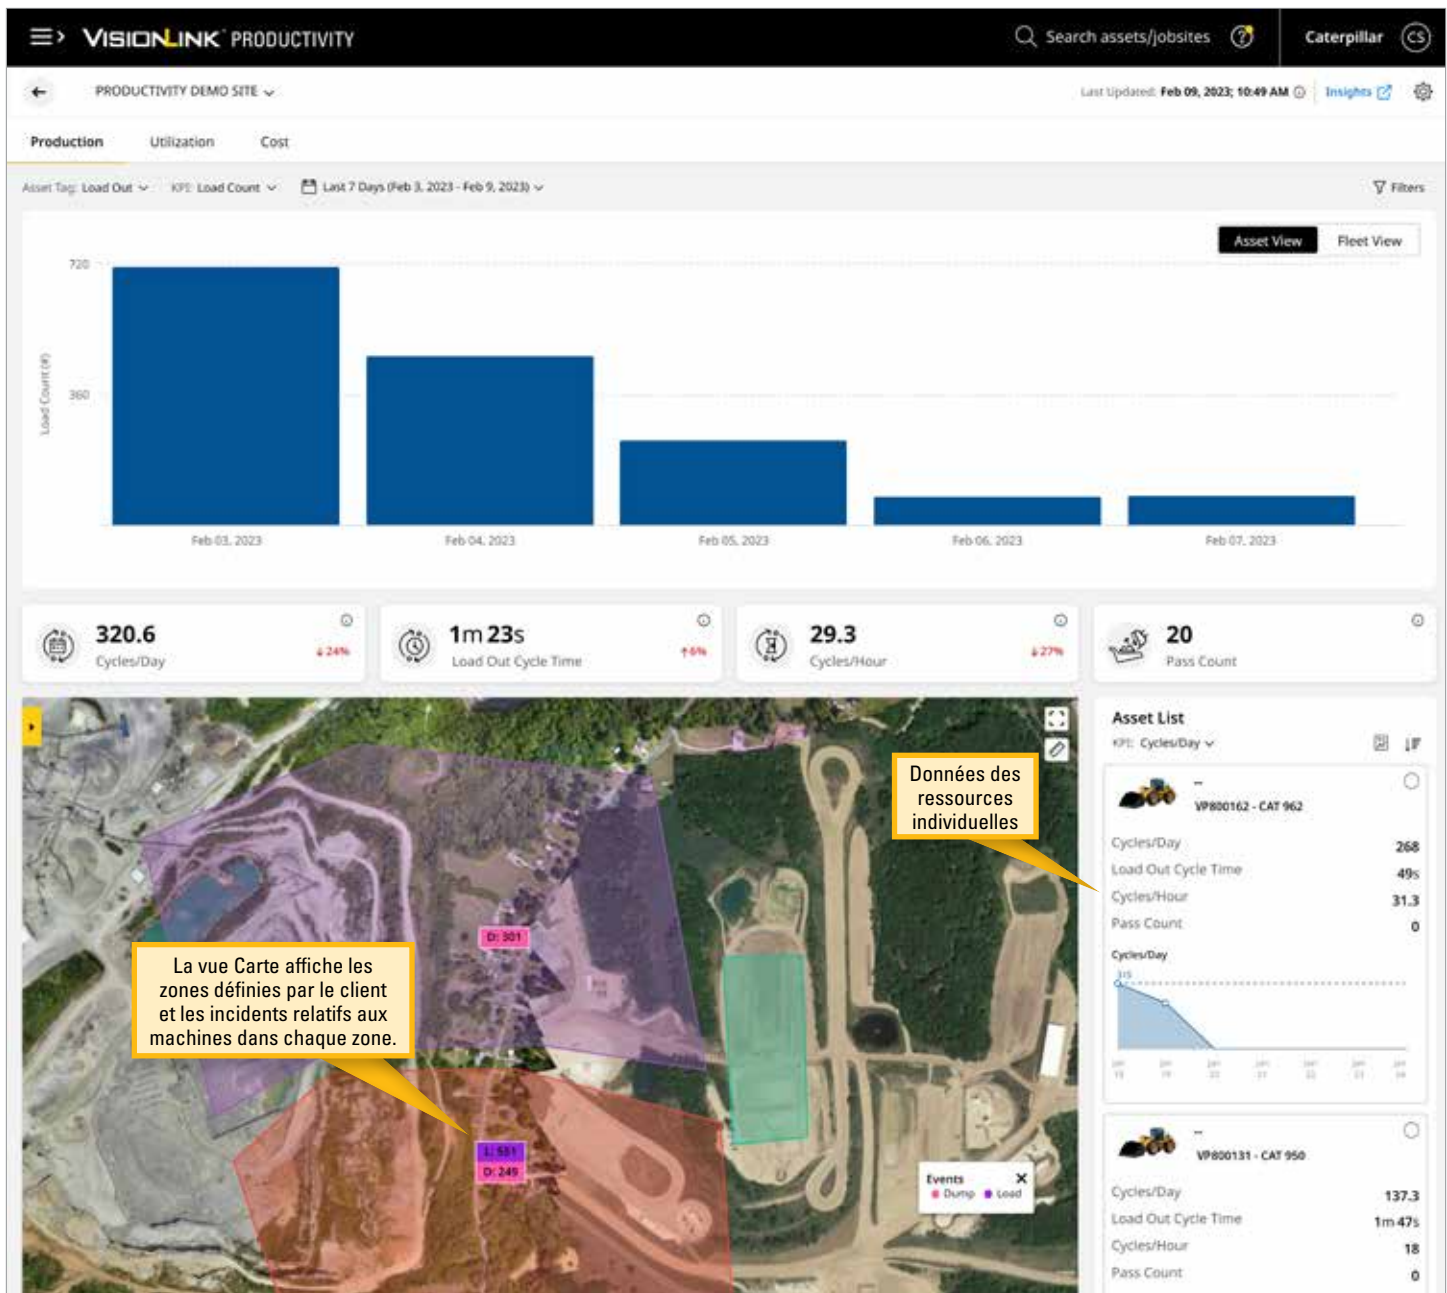 VISIONLINK PRODUCTIVITY
Search assets/jobsites
Caterpillar
CS
PRODUCTIVITY DEMO SITE
Last Updated: Feb 09, 2023; 10:49 AM
Insights
Production
Utilization
Cost
Asset Tag: Load Out
KPI: Load Count
Last 7 Days (Feb 3, 2023 - Feb 9, 2023)
Filters
Asset View
Fleet View
720
360
Load Count (#)
Feb 03, 2023
Feb 04, 2023
Feb 05, 2023
Feb 06, 2023
Feb 07, 2023
320.6
Cycles/Day
24%
1m 23s
Load Out Cycle Time
6%
29.3
Cycles/Hour
27%
20
Pass Count
Données des
ressources
individuelles
D: 301
La vue Carte affiche les
zones définies par le client
et les incidents relatifs aux
machines dans chaque zone.
L: 551
D: 249
Events X
Dump Load
Asset List
KPI: Cycles/Day
--
VP800162 - CAT 962
Cycles/Day 268
Load Out Cycle Time 49s
Cycles/Hour 31.3
Pass Count 0
Cycles/Day
315
--
VP800131 - CAT 950
Cycles/Day 137.3
Load Out Cycle Time 1m 47s
Cycles/Hour 18
Pass Count 0